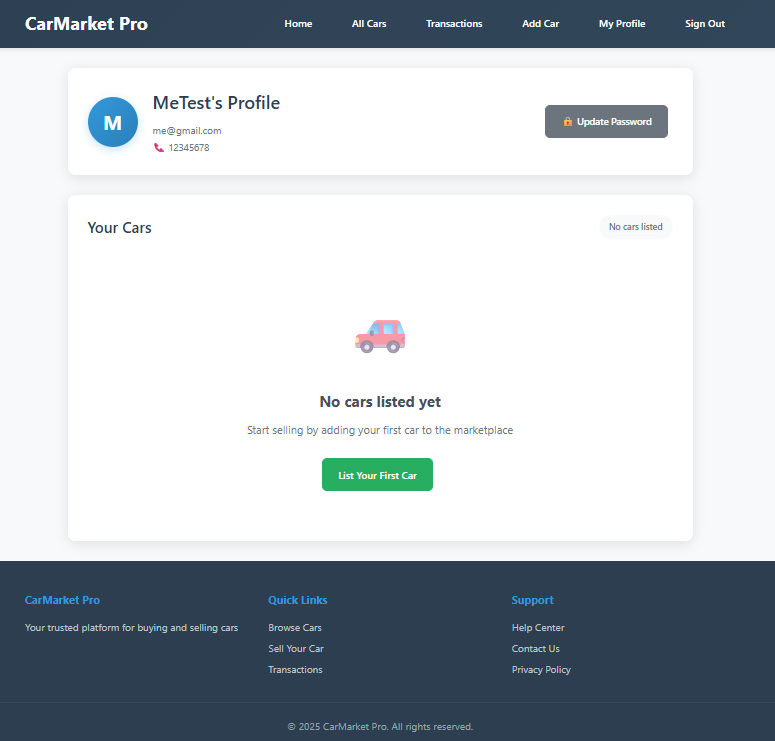 CarMarket Pro
Home All Cars Transactions Add Car My Profile Sign Out
M
MeTest's Profile
me@gmail.com
12345678
Update Password
Your Cars
No cars listed
No cars listed yet
Start selling by adding your first car to the marketplace
List Your First Car
CarMarket Pro
Your trusted platform for buying and selling cars
Quick Links
Browse Cars
Sell Your Car
Transactions
Support
Help Center
Contact Us
Privacy Policy
© 2025 CarMarket Pro. All rights reserved.